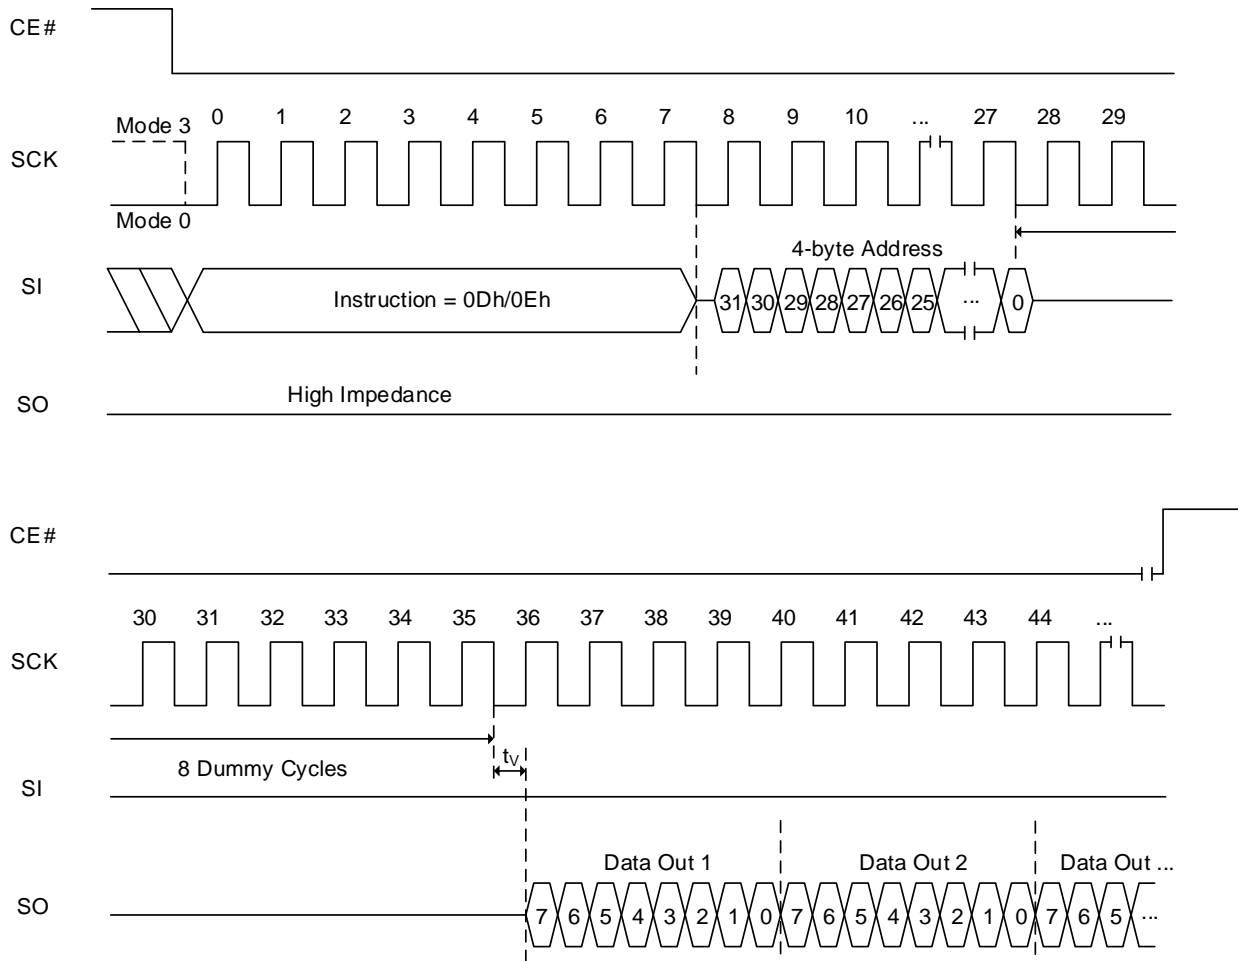 CE#
Mode 3
0 1 2 3 4 5 6 7 8 9 10 ... 27 28 29
SCK
Mode 0
4-byte Address
SI
Instruction = 0Dh/0Eh
31 30 29 28 27 26 25 ... 0
High Impedance
SO
CE#
30 31 32 33 34 35 36 37 38 39 40 41 42 43 44 ...
SCK
8 Dummy Cycles
tV
SI
Data Out 1 Data Out 2 Data Out ...
SO
7 6 5 4 3 2 1 0 7 6 5 4 3 2 1 0 7 6 5 ...